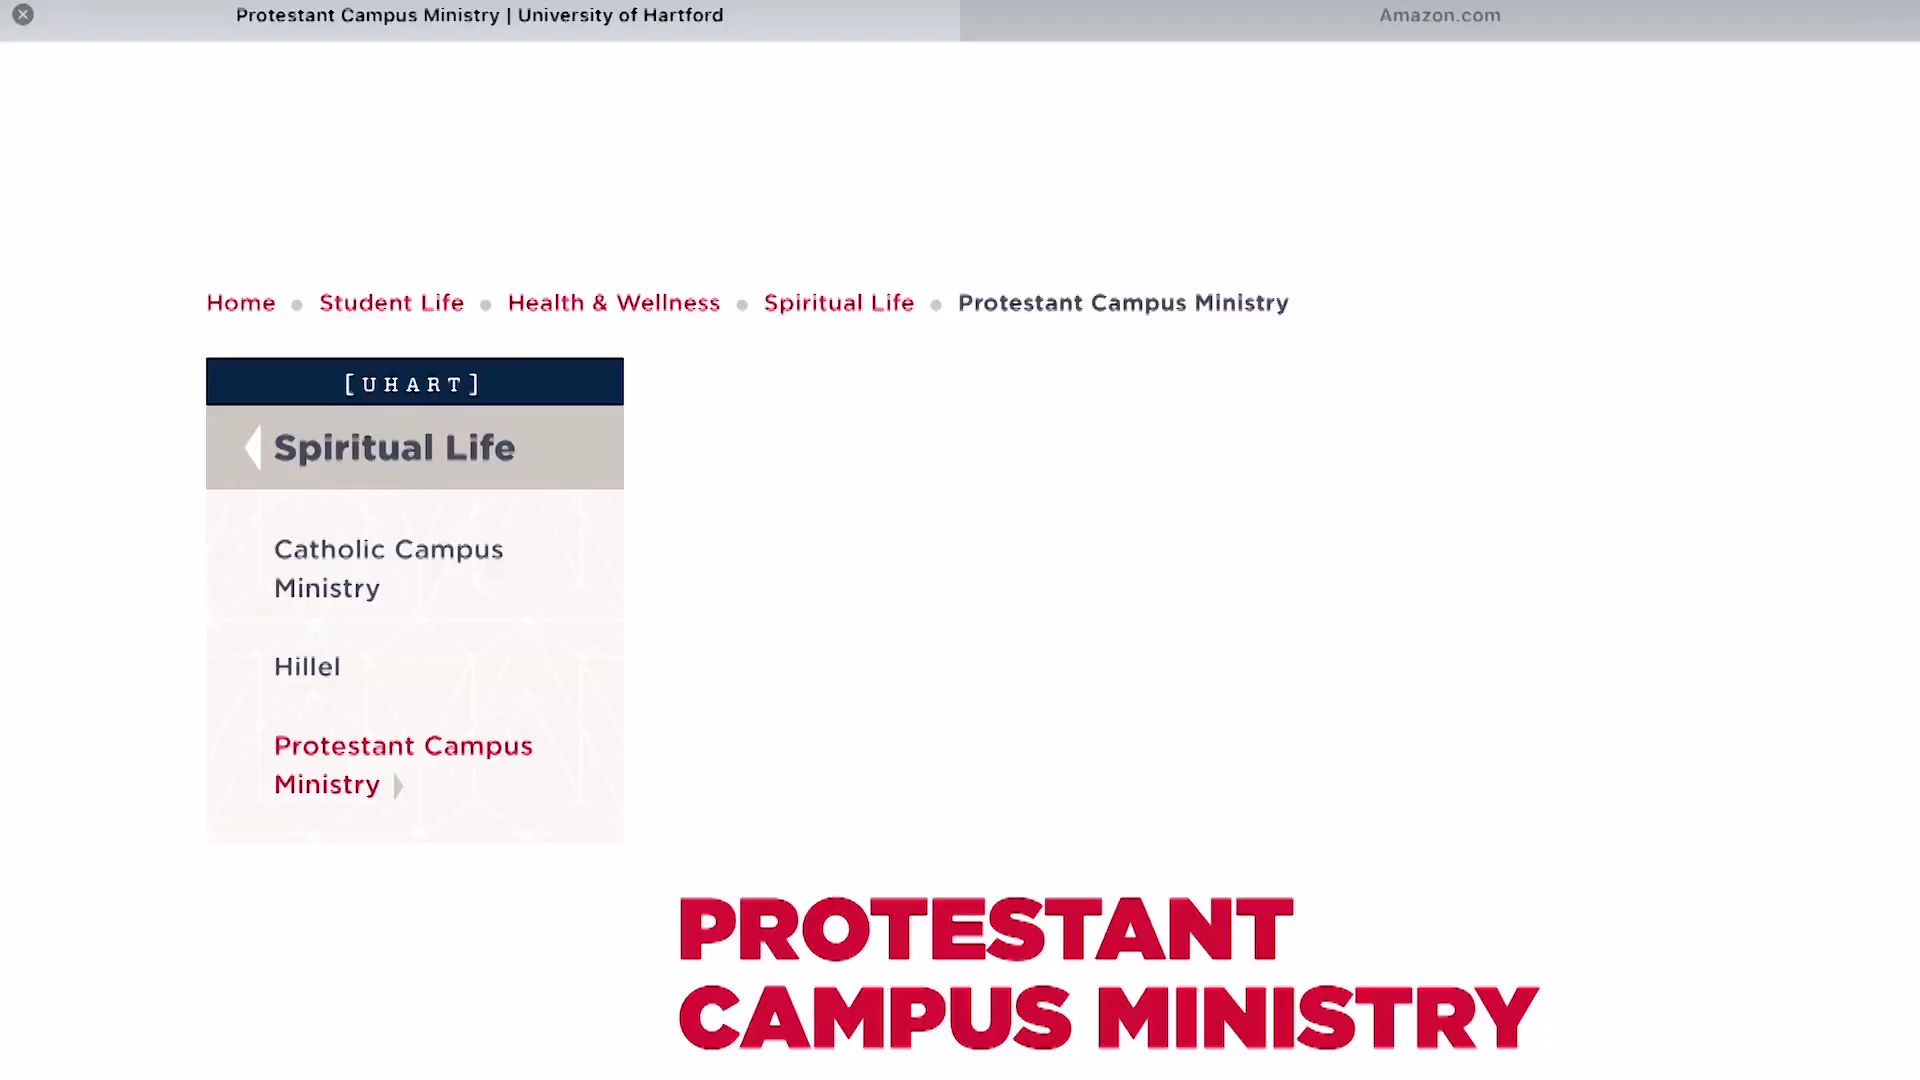 Protestant Campus Ministry | University of Hartford
Amazon.com
Home Student Life Health & Wellness Spiritual Life Protestant Campus Ministry
[UHART]
Spiritual Life
Catholic Campus
Ministry
Hillel
Protestant Campus
Ministry
PROTESTANT
CAMPUS MINISTRY